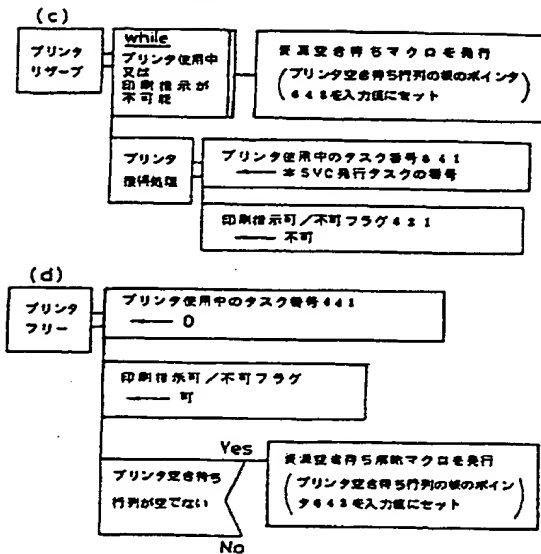 (c)
プリンタ
リザーブ
while
プリンタ使用中
又は
印刷指示が
不可能
資源空き待ちマクロを発行
(プリンタ空き待ち行列の根のポインタ
643を入力値にセット)
プリンタ
獲得処理
プリンタ使用中のタスク番号641
← 本SVC発行タスクの番号
印刷指示可/不可フラグ421
← 不可
(d)
プリンタ
フリー
プリンタ使用中のタスク番号441
← 0
印刷指示可/不可フラグ
← 可
プリンタ空き待ち
行列が空でない
Yes
資源空き待ち解除マクロを発行
(プリンタ空き待ち行列の根のポイン
タ643を入力値にセット)
No